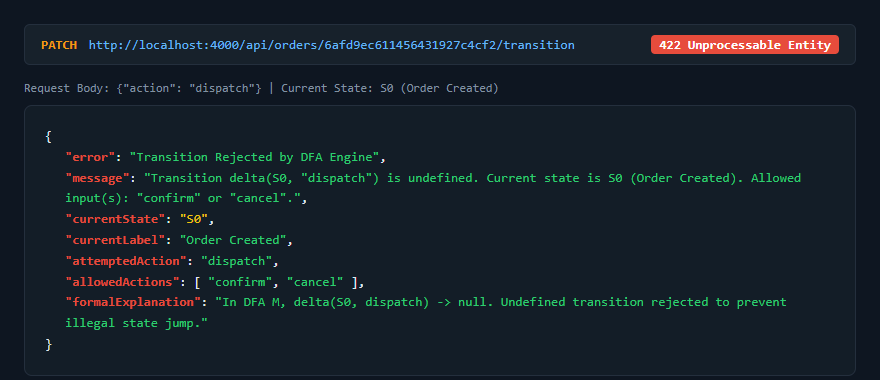 PATCH http://localhost:4000/api/orders/6afd9ec611456431927c4cf2/transition 422 Unprocessable Entity
Request Body: {"action": "dispatch"} | Current State: S0 (Order Created)
{
"error": "Transition Rejected by DFA Engine",
"message": "Transition delta(S0, "dispatch") is undefined. Current state is S0 (Order Created). Allowed
input(s): "confirm" or "cancel".",
"currentState": "S0",
"currentLabel": "Order Created",
"attemptedAction": "dispatch",
"allowedActions": [ "confirm", "cancel" ],
"formalExplanation": "In DFA M, delta(S0, dispatch) -> null. Undefined transition rejected to prevent
illegal state jump."
}